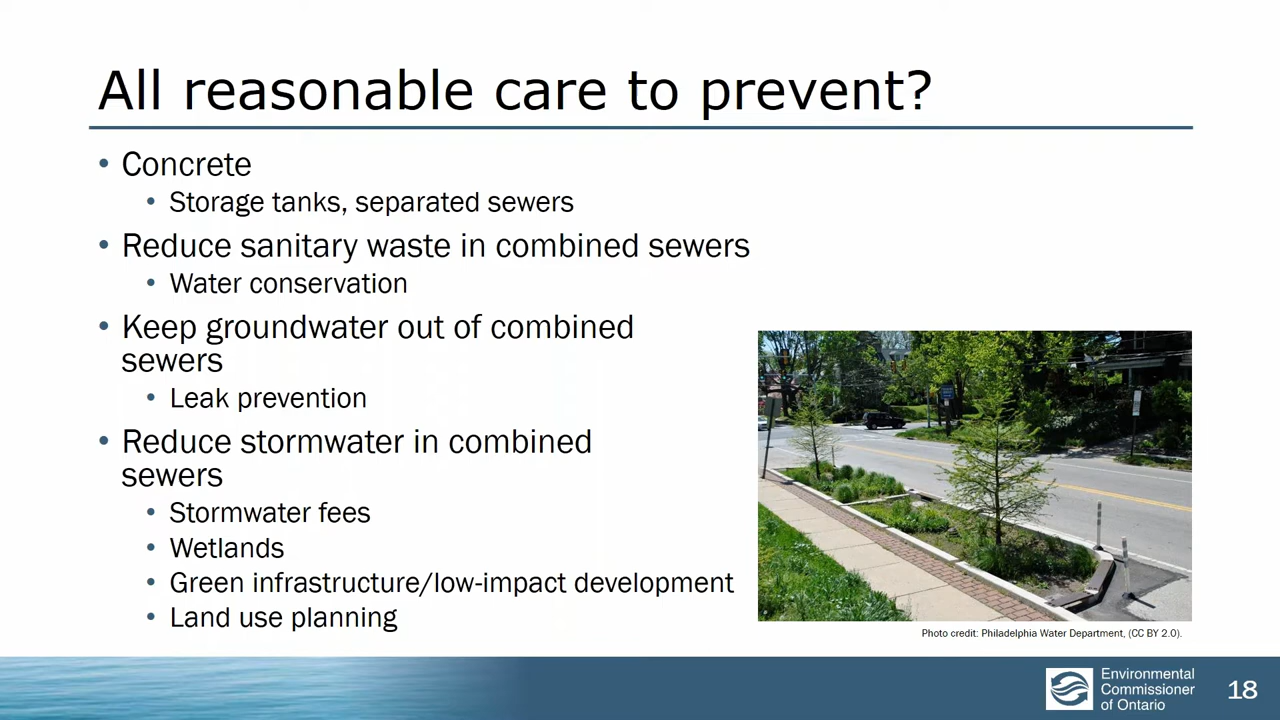 All reasonable care to prevent?
• Concrete
• Storage tanks, separated sewers
• Reduce sanitary waste in combined sewers
• Water conservation
• Keep groundwater out of combined
sewers
• Leak prevention
• Reduce stormwater in combined
sewers
• Stormwater fees
• Wetlands
• Green infrastructure/low-impact development
• Land use planning
Photo credit: Philadelphia Water Department, (CC BY 2.0).
Environmental
Commissioner
of Ontario
18